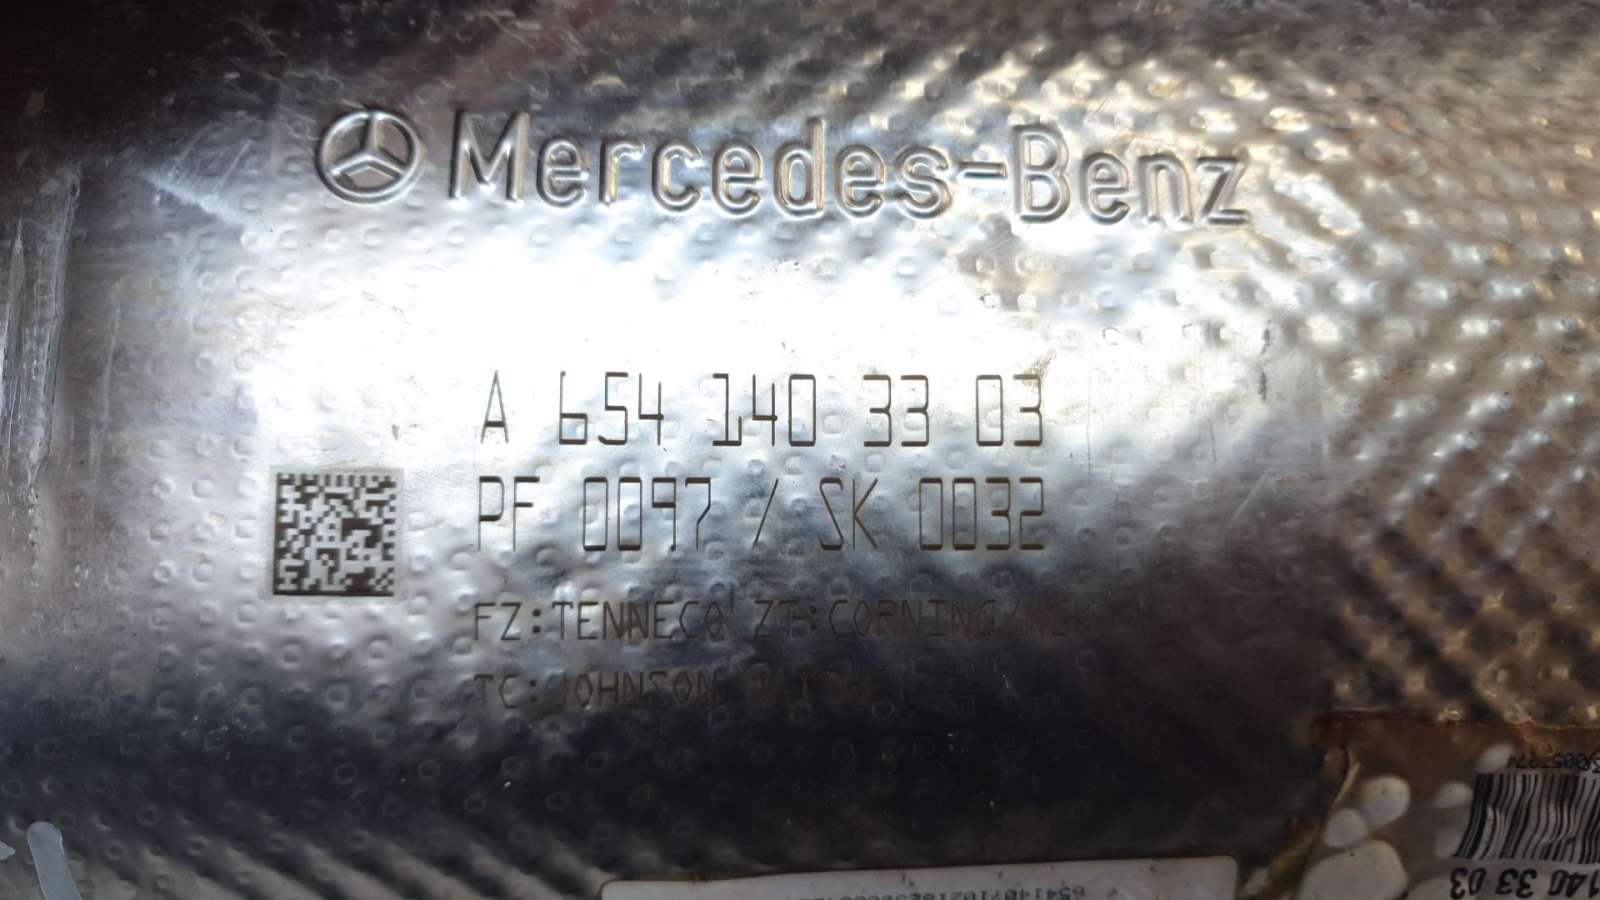 Mercedes-Benz
A 654 140 33 03
PF 0097 / SK 0032
FZ:TENNECO ZT:CORNING/NGK
TC:JOHNSON
140 33 03